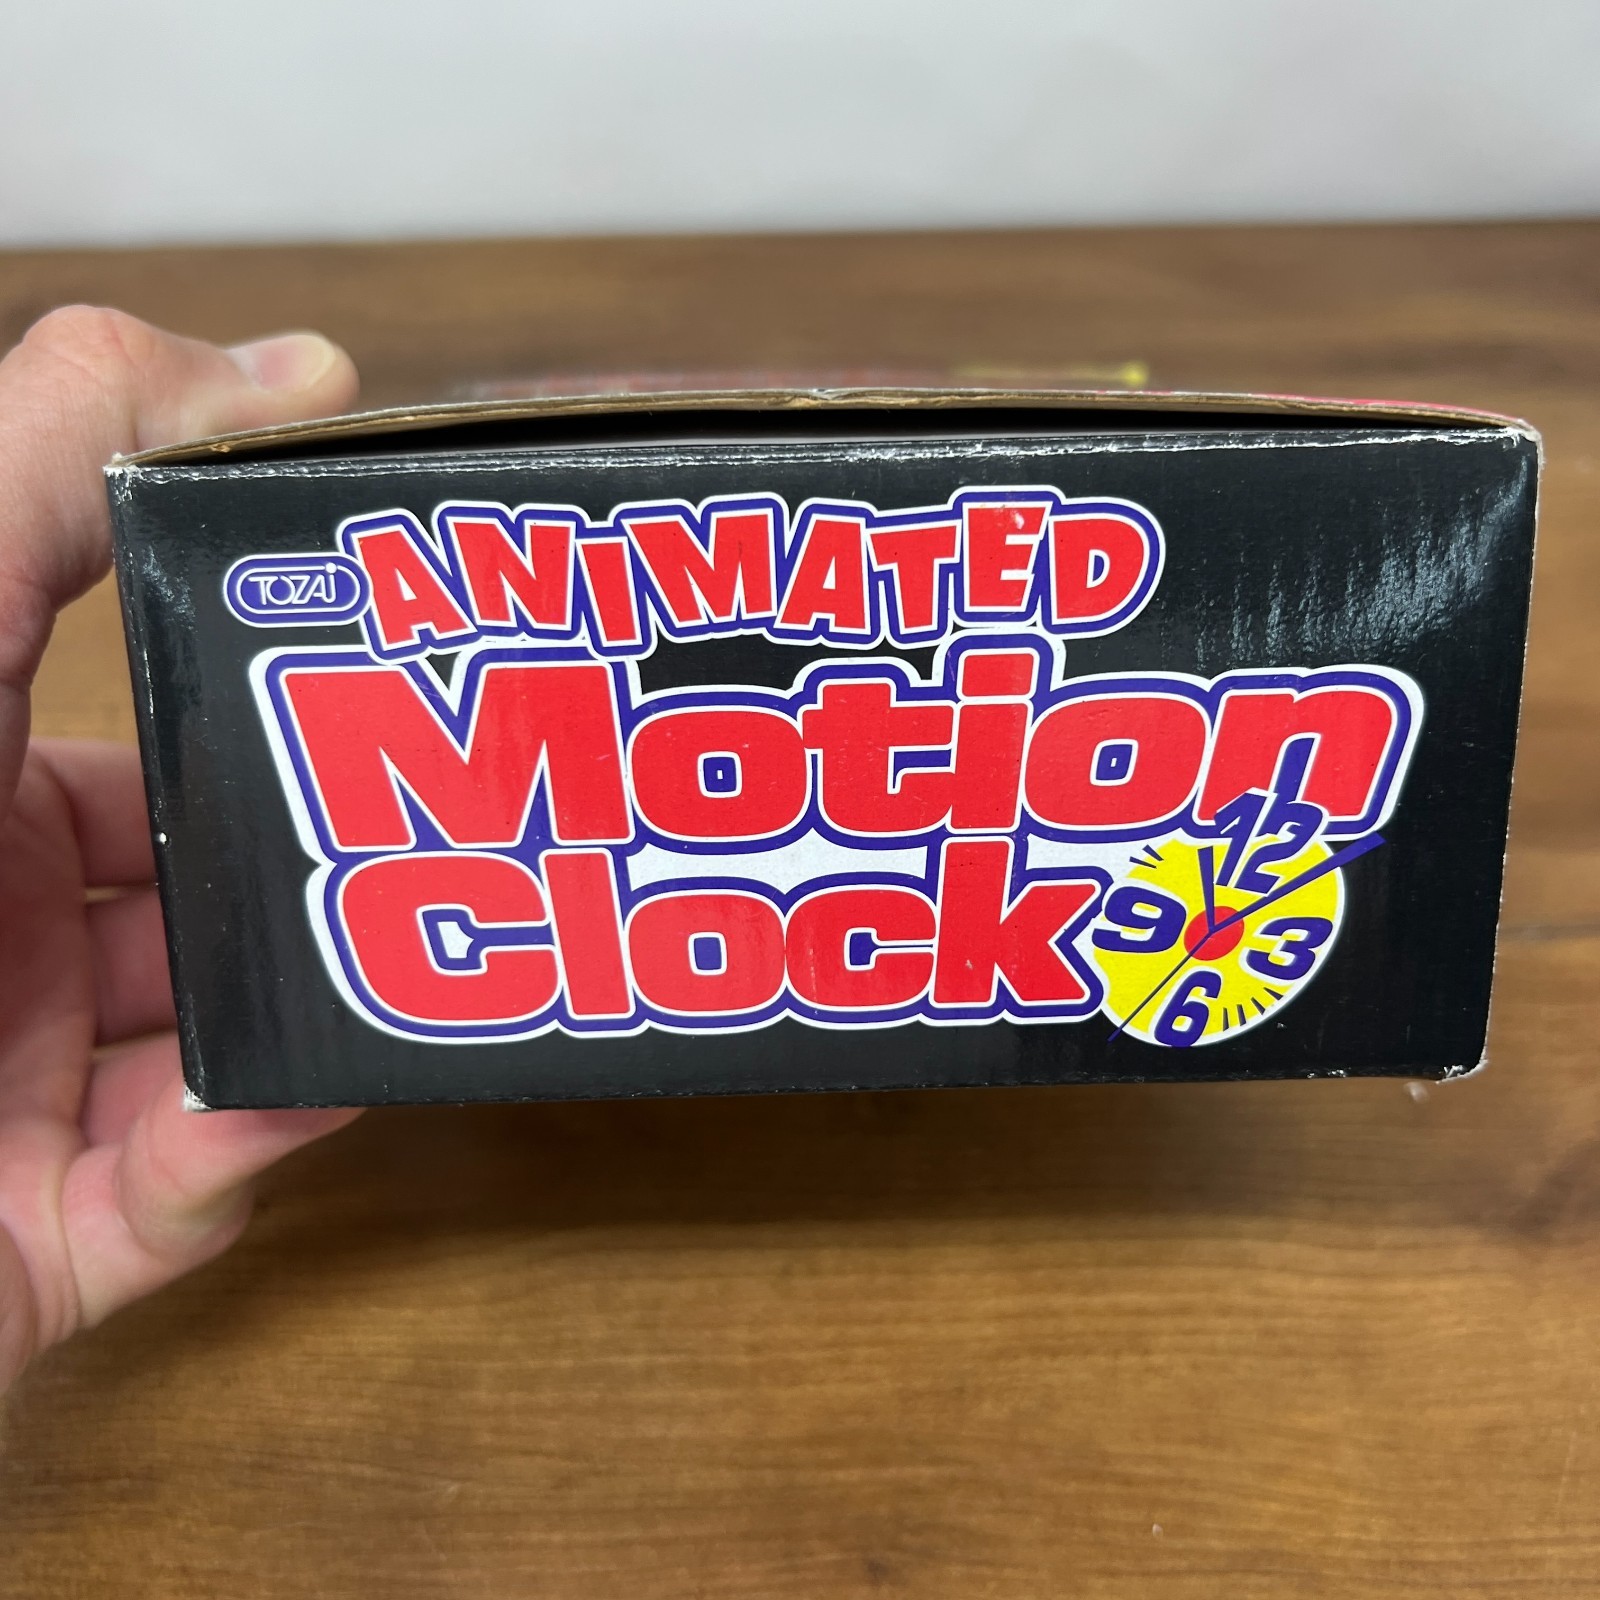 TOZAI
ANIMATED
Motion
Clock
12
9 3
6